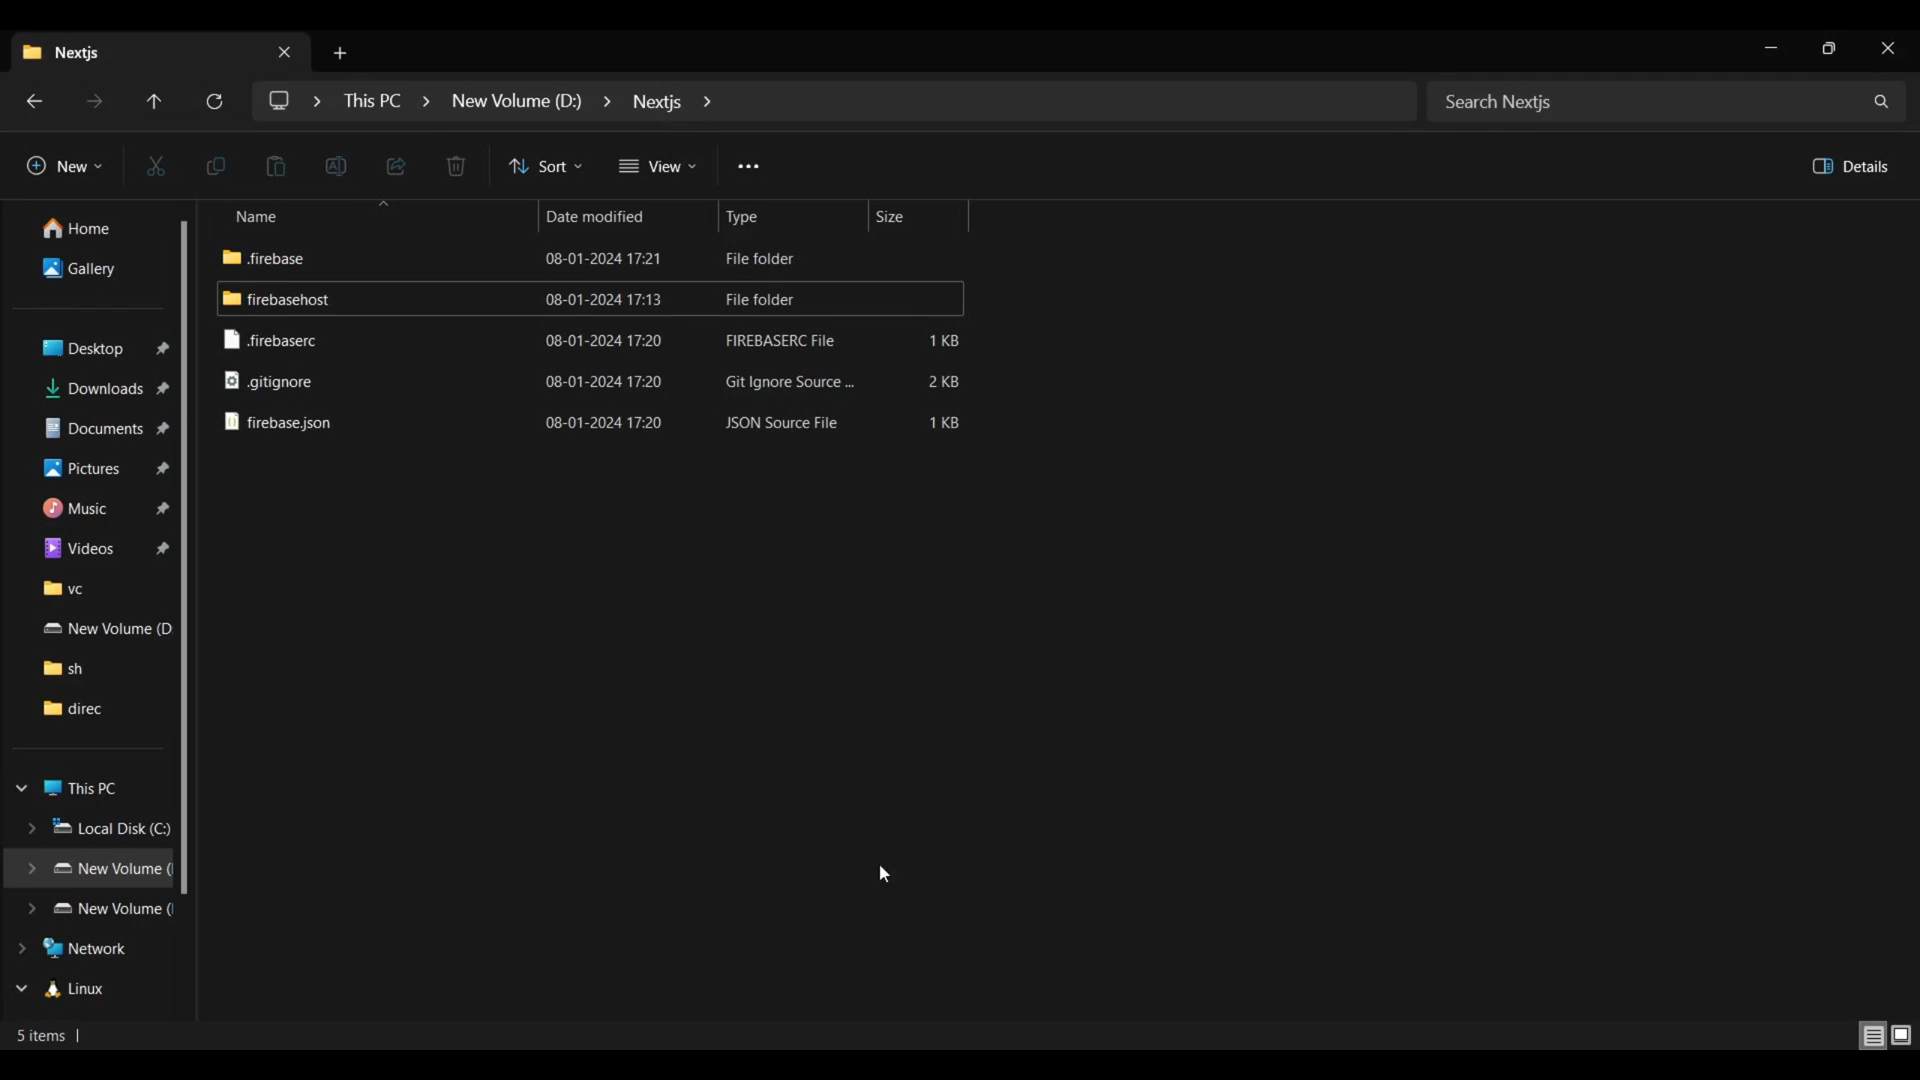 Nextjs
This PC > New Volume (D:) > Nextjs >
Search Nextjs
New
Sort
View
Details
Home
Gallery
Desktop
Downloads
Documents
Pictures
Music
Videos
vc
New Volume (D
sh
direc
This PC
Local Disk (C:)
New Volume (
New Volume (
Network
Linux
Name Date modified Type Size
.firebase 08-01-2024 17:21 File folder
firebasehost 08-01-2024 17:13 File folder
.firebaserc 08-01-2024 17:20 FIREBASERC File 1 KB
.gitignore 08-01-2024 17:20 Git Ignore Source ... 2 KB
firebase.json 08-01-2024 17:20 JSON Source File 1 KB
5 items